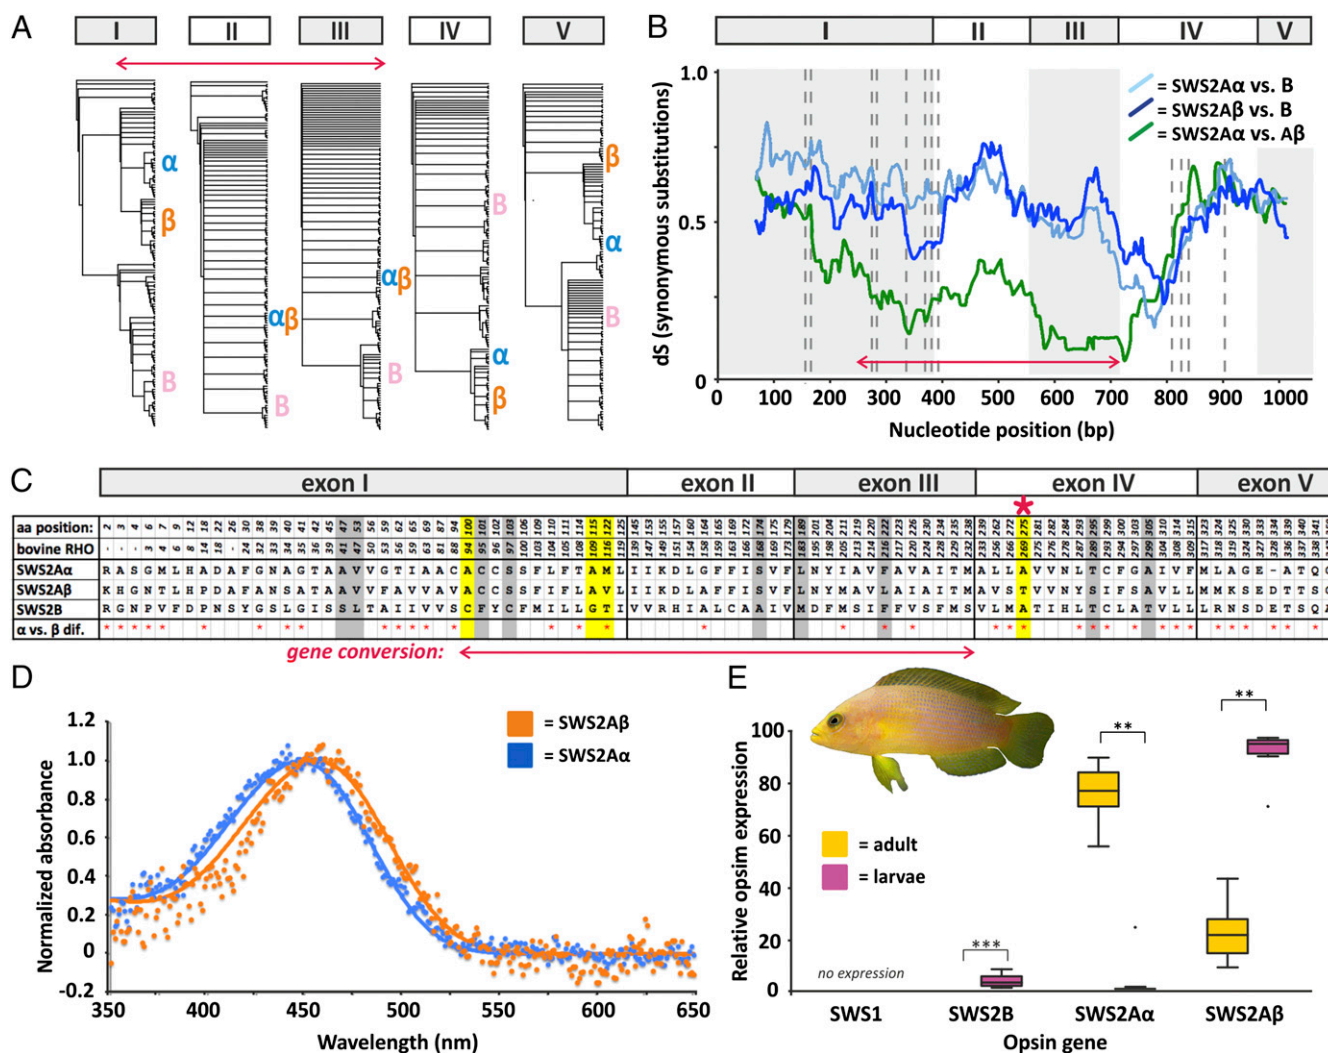 A
I II III IV V
α
β
B
αβ
B
αβ
B
B
α
β
β
α
B
B
I II III IV V
dS (synonymous substitutions)
1.0
0.5
0
= SWS2Aα vs. B
= SWS2Aβ vs. B
= SWS2Aα vs. Aβ
0 100 200 300 400 500 600 700 800 900 1000
Nucleotide position (bp)
C
exon I exon II exon III exon IV exon V
*
aa position:
bovine RHO
SWS2Aα R A S G M L H A D A F G N A G T A A V V G T I A A C A C C S S F L F T A M L I I K D L G F F I S V F L N Y I A V F A V A I T M A L L A V V N L T C F G A I V F M L A G E - A T Q G
SWS2Aβ K H G N T L H P D A F A N S A T A A V V F A V V A V A C C S S F I F L A V L I I K D L G F F I S V F L N Y M A V L A I A I T M S L M T V V N Y S I F S A V L L M M K S E D T S Q A
SWS2B R G N P V F D P N S Y G S L G I S S L T A I I V V S C F Y C F M I L L G T I V V R H I A L C A A I V M D F M S I F F V S F M S V L S A T I H L T C L A T V L L L R N S D E T T S Q
α vs. β dif.
gene conversion:
D
Normalized absorbance
1.2
1.0
0.8
0.6
0.4
0.2
0
-0.2
= SWS2Aβ
= SWS2Aα
350 400 450 500 550 600 650
Wavelength (nm)
E
Relative opsim expression
100
80
60
40
20
0
= adult
= larvae
no expression
***
**
**
SWS1 SWS2B SWS2Aα SWS2Aβ
Opsin gene